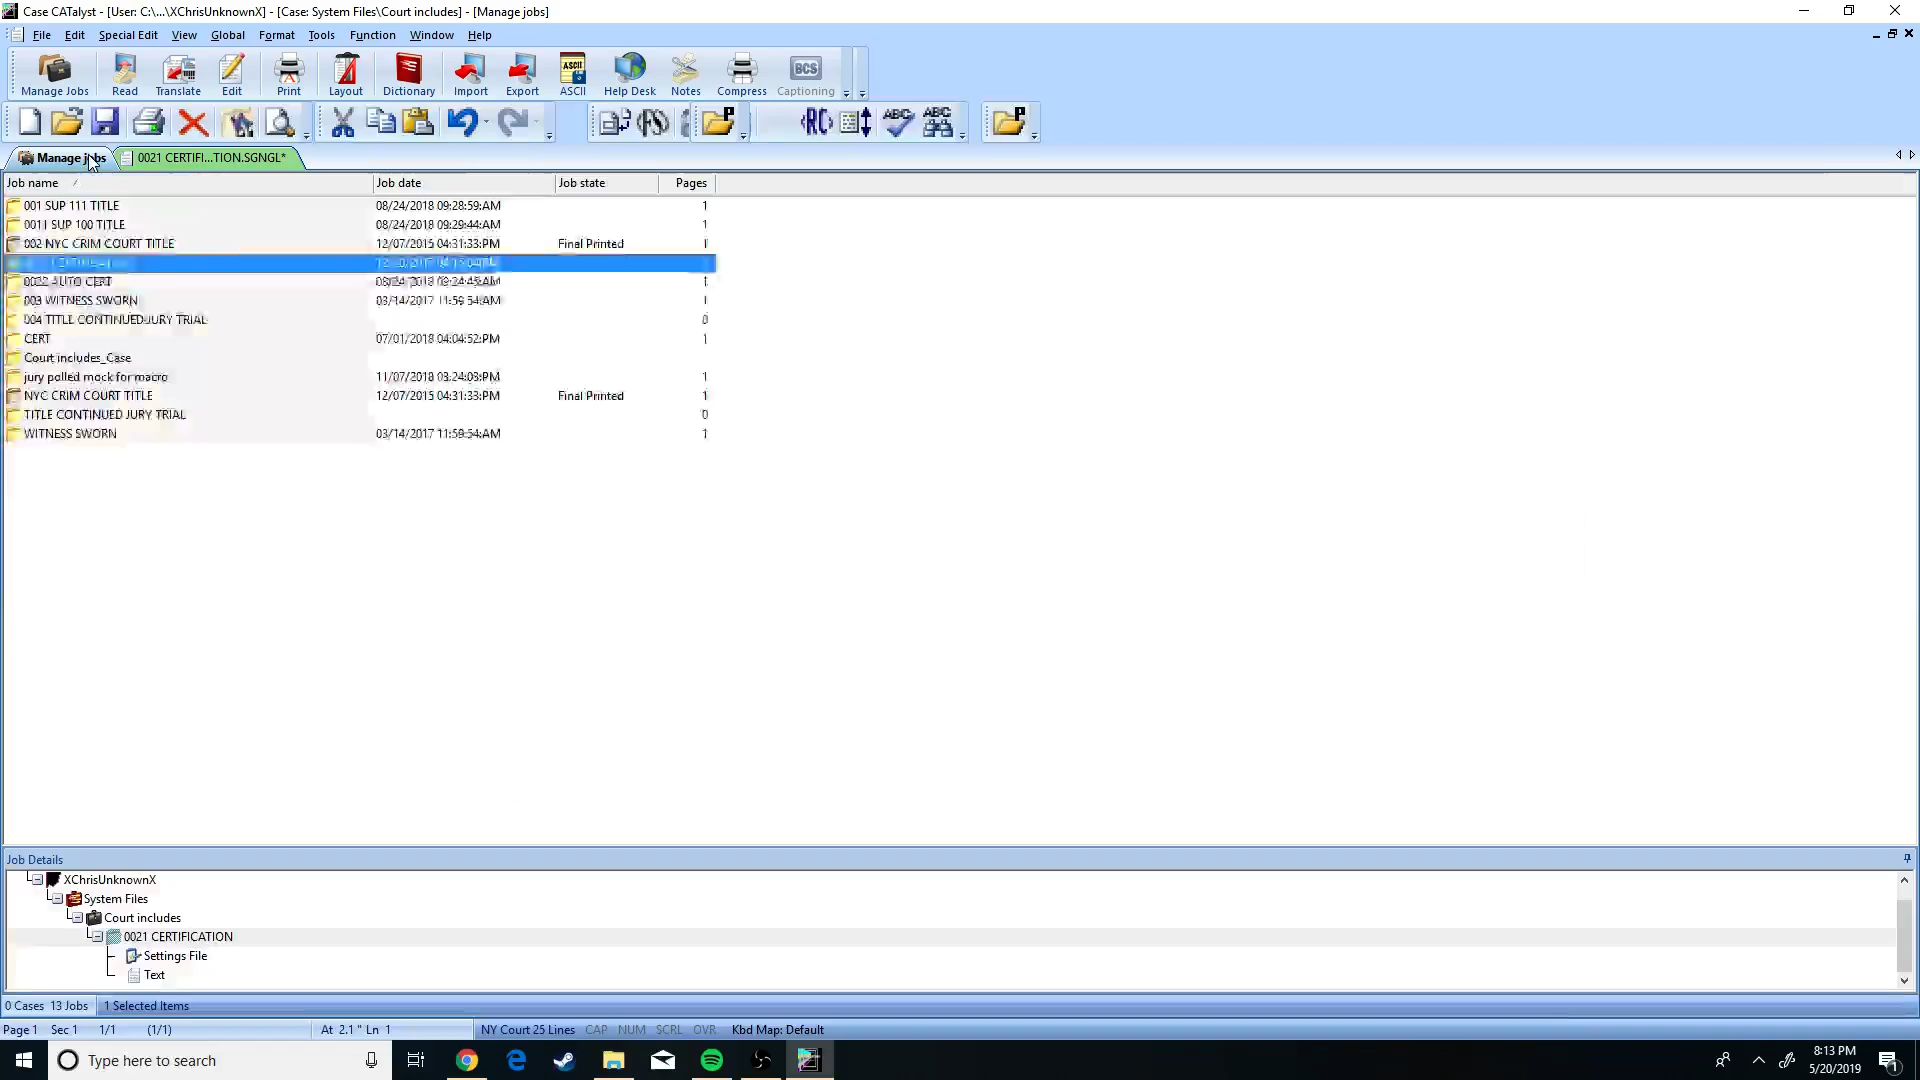 Case CATalyst - [User: C:\...\XChrisUnknownX] - [Case: System Files\Court includes] - [Manage jobs]
File Edit Special Edit View Global Format Tools Function Window Help
Manage Jobs Read Translate Edit Print Layout Dictionary Import Export ASCII Help Desk Notes Compress Captioning
Manage jobs 0021 CERTIFI...TION.SGNGL*
Job name Job date Job state Pages
001 SUP 111 TITLE 08/24/2018 09:28:59:AM 1
0011 SUP 100 TITLE 08/24/2018 09:29:44:AM 1
002 NYC CRIM COURT TITLE 12/07/2015 04:31:33:PM Final Printed 1
0022 AUTO CERT 08/24/2018 09:24:45:AM 1
003 WITNESS SWORN 03/14/2017 11:59:54:AM 1
004 TITLE CONTINUED JURY TRIAL 0
CERT 07/01/2018 04:04:52:PM 1
Court includes_Case
jury polled mock for macro 11/07/2018 03:24:03:PM 1
NYC CRIM COURT TITLE 12/07/2015 04:31:33:PM Final Printed 1
TITLE CONTINUED JURY TRIAL 0
WITNESS SWORN 03/14/2017 11:59:54:AM 1
Job Details
XChrisUnknownX
System Files
Court includes
0021 CERTIFICATION
Settings File
Text
0 Cases 13 Jobs 1 Selected Items
Page 1 Sec 1 1/1 (1/1) At 2.1 " Ln 1 NY Court 25 Lines CAP NUM SCRL OVR Kbd Map: Default
Type here to search
8:13 PM
5/20/2019